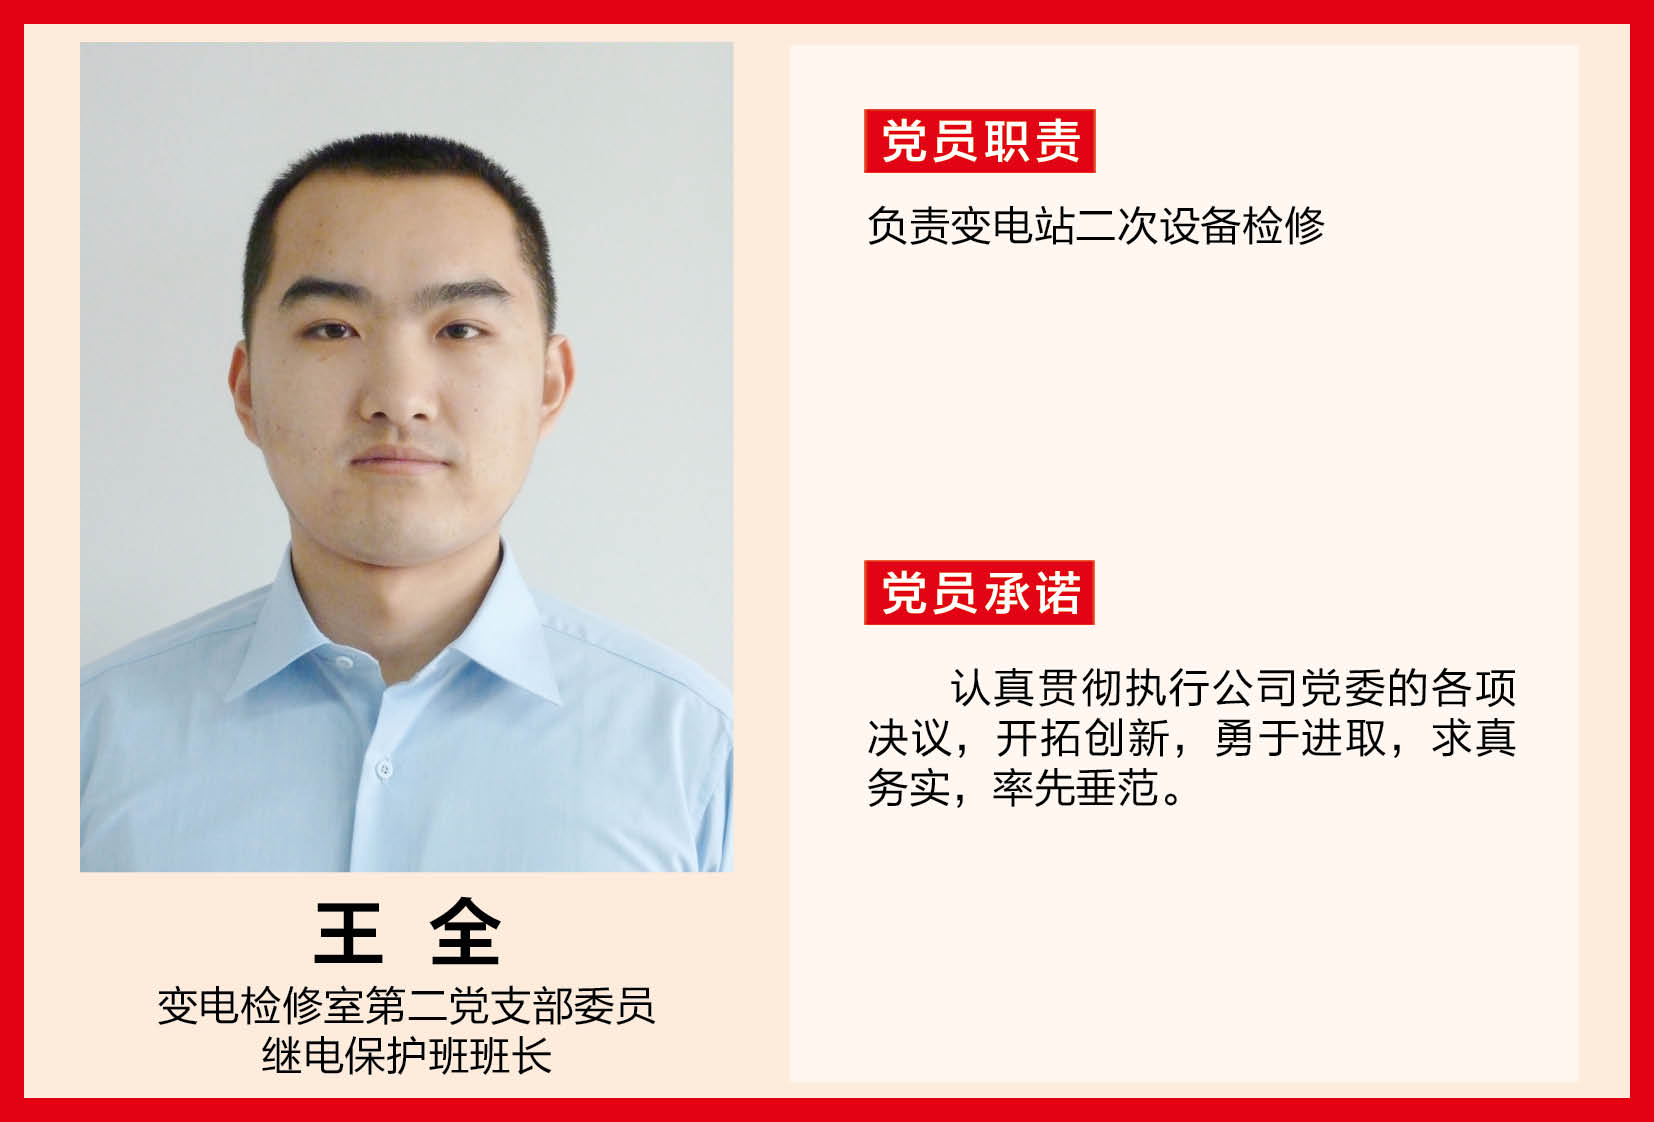 党员职责
负责变电站二次设备检修
党员承诺
认真贯彻执行公司党委的各项
决议，开拓创新，勇于进取，求真
务实，率先垂范。
王 全
变电检修室第二党支部委员
继电保护班班长